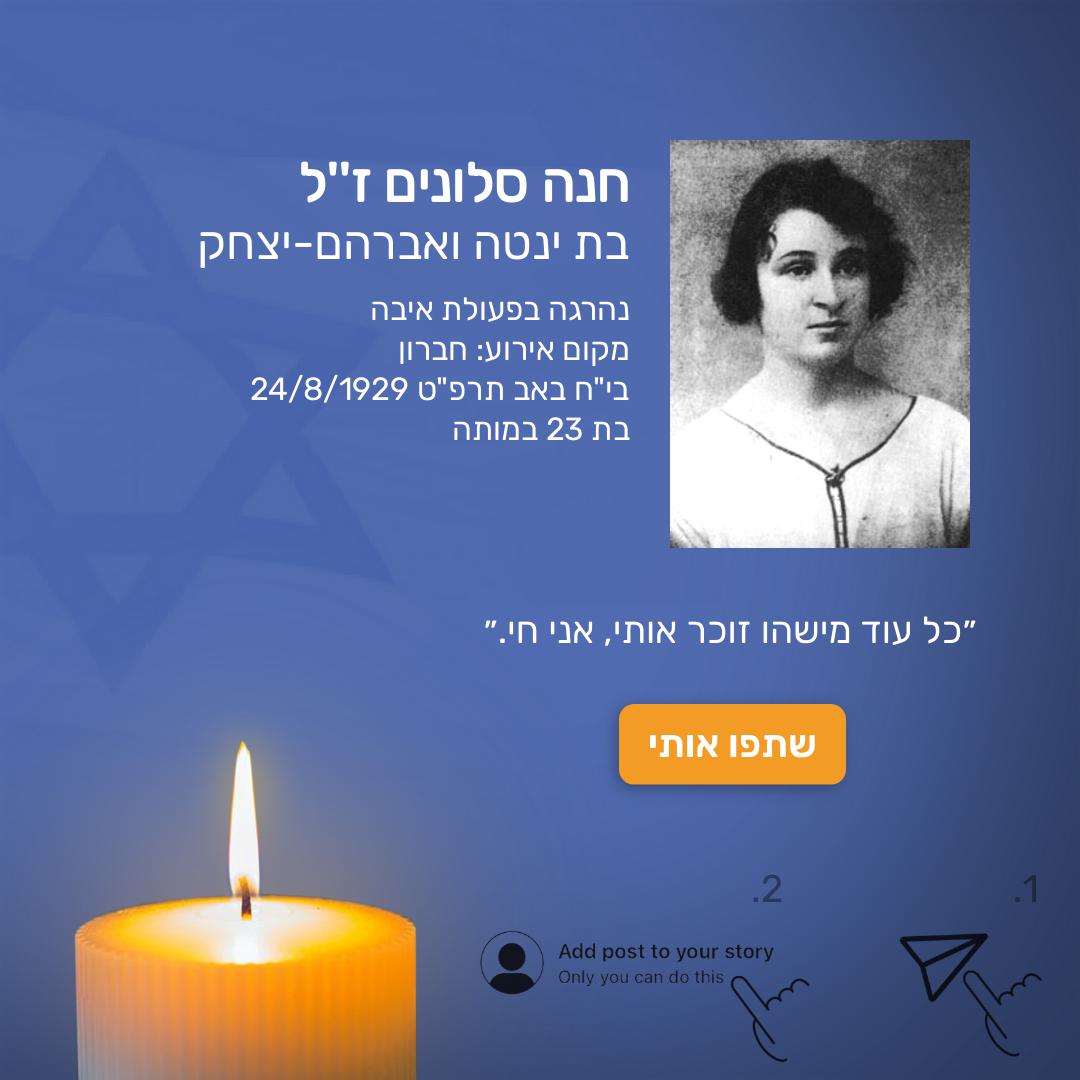 חנה סלונים ז"ל
בת ינטה ואברהם-יצחק
נהרגה בפעולת איבה
מקום אירוע: חברון
בי"ח באב תרפ"ט 24/8/1929
בת 23 במותה
״כל עוד מישהו זוכר אותי, אני חי.״
שתפו אותי
1.
2.
Add post to your story
Only you can do this